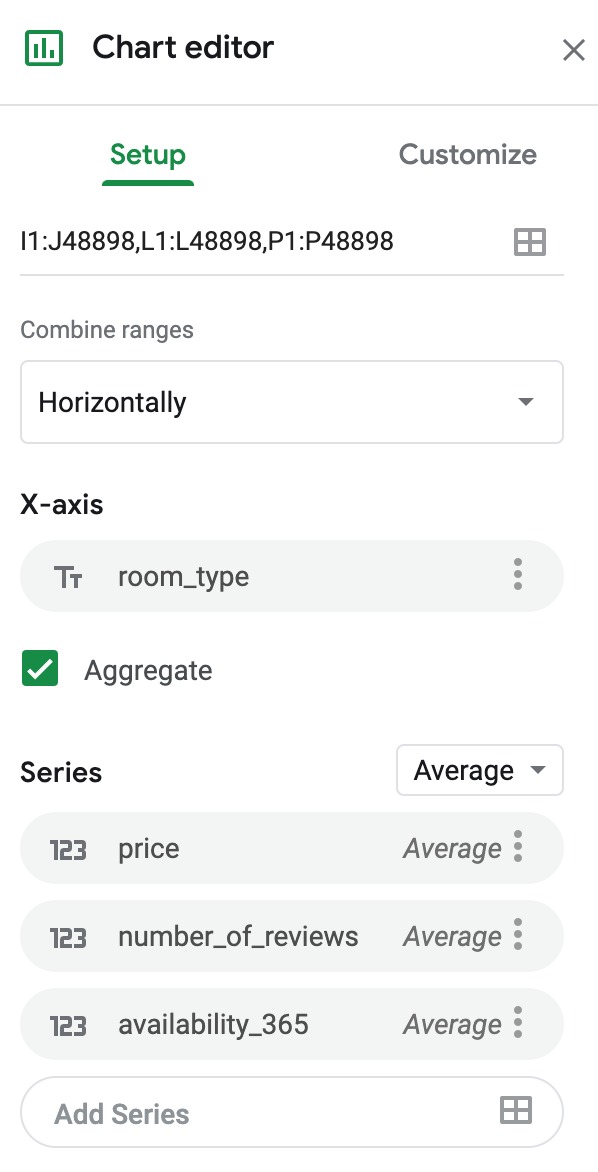 Chart editor
Setup Customize
I1:J48898,L1:L48898,P1:P48898
Combine ranges
Horizontally
X-axis
Tт room_type
Aggregate
Series Average
123 price Average
123 number_of_reviews Average
123 availability_365 Average
Add Series